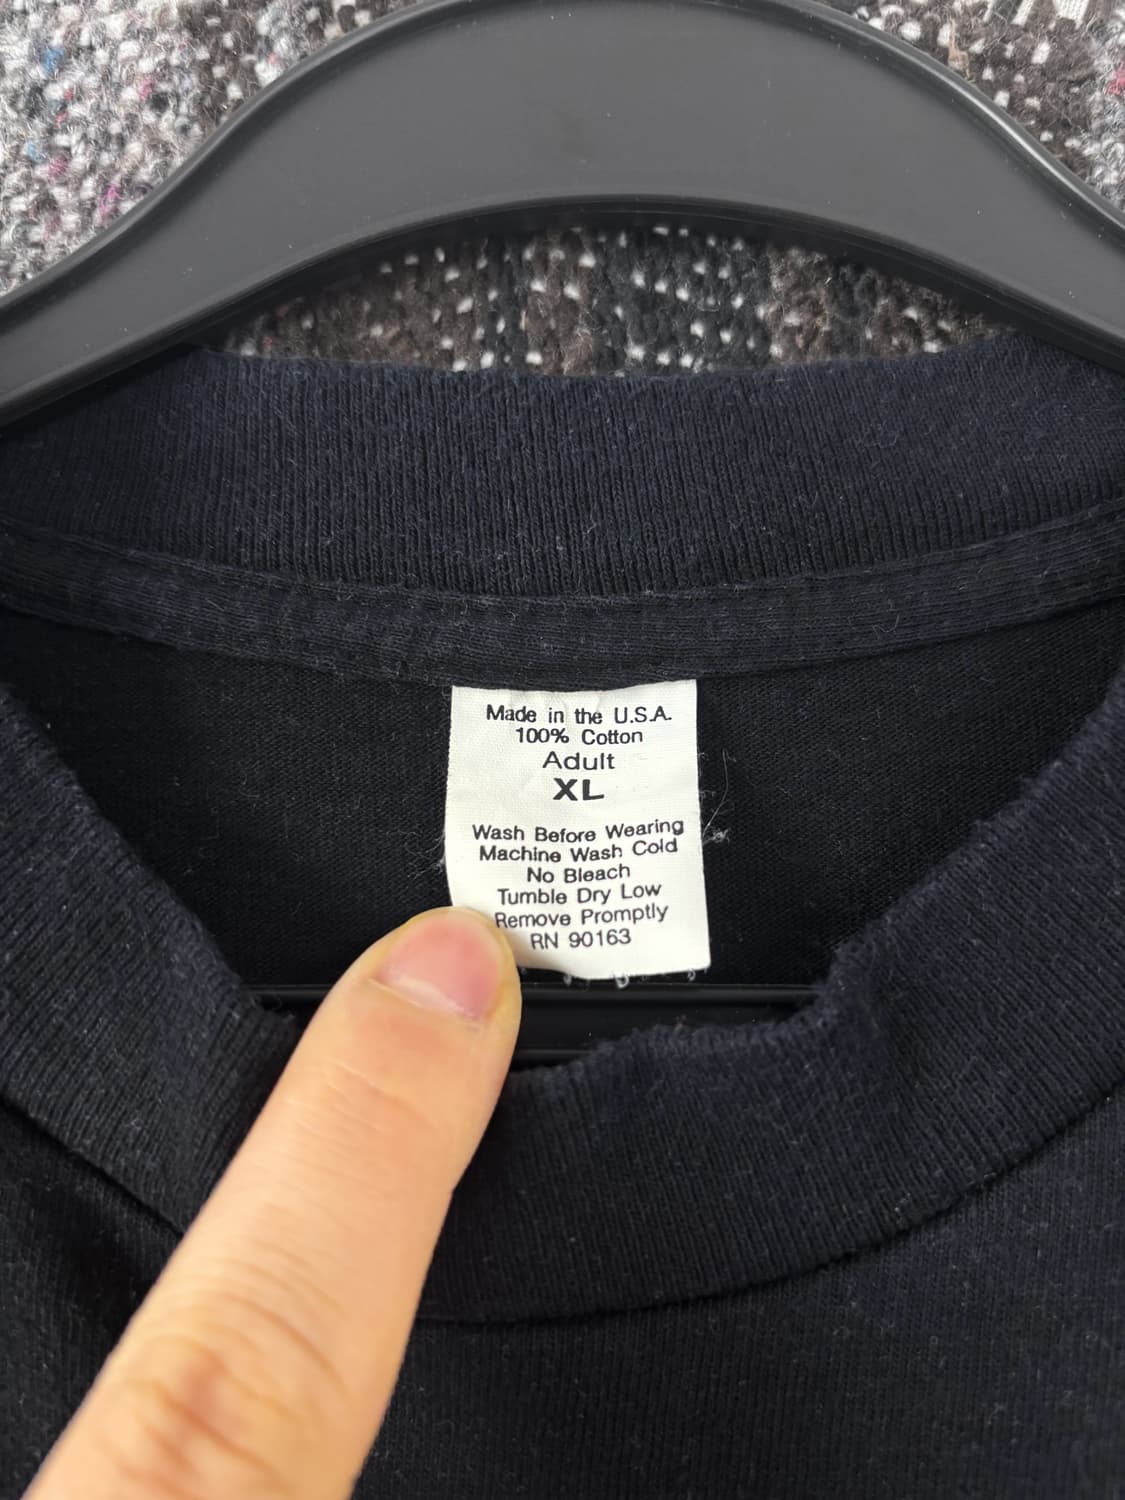 Made in the U.S.A.
100% Cotton
Adult
XL
Wash Before Wearing
Machine Wash Cold
No Bleach
Tumble Dry Low
Remove Promptly
RN 90163